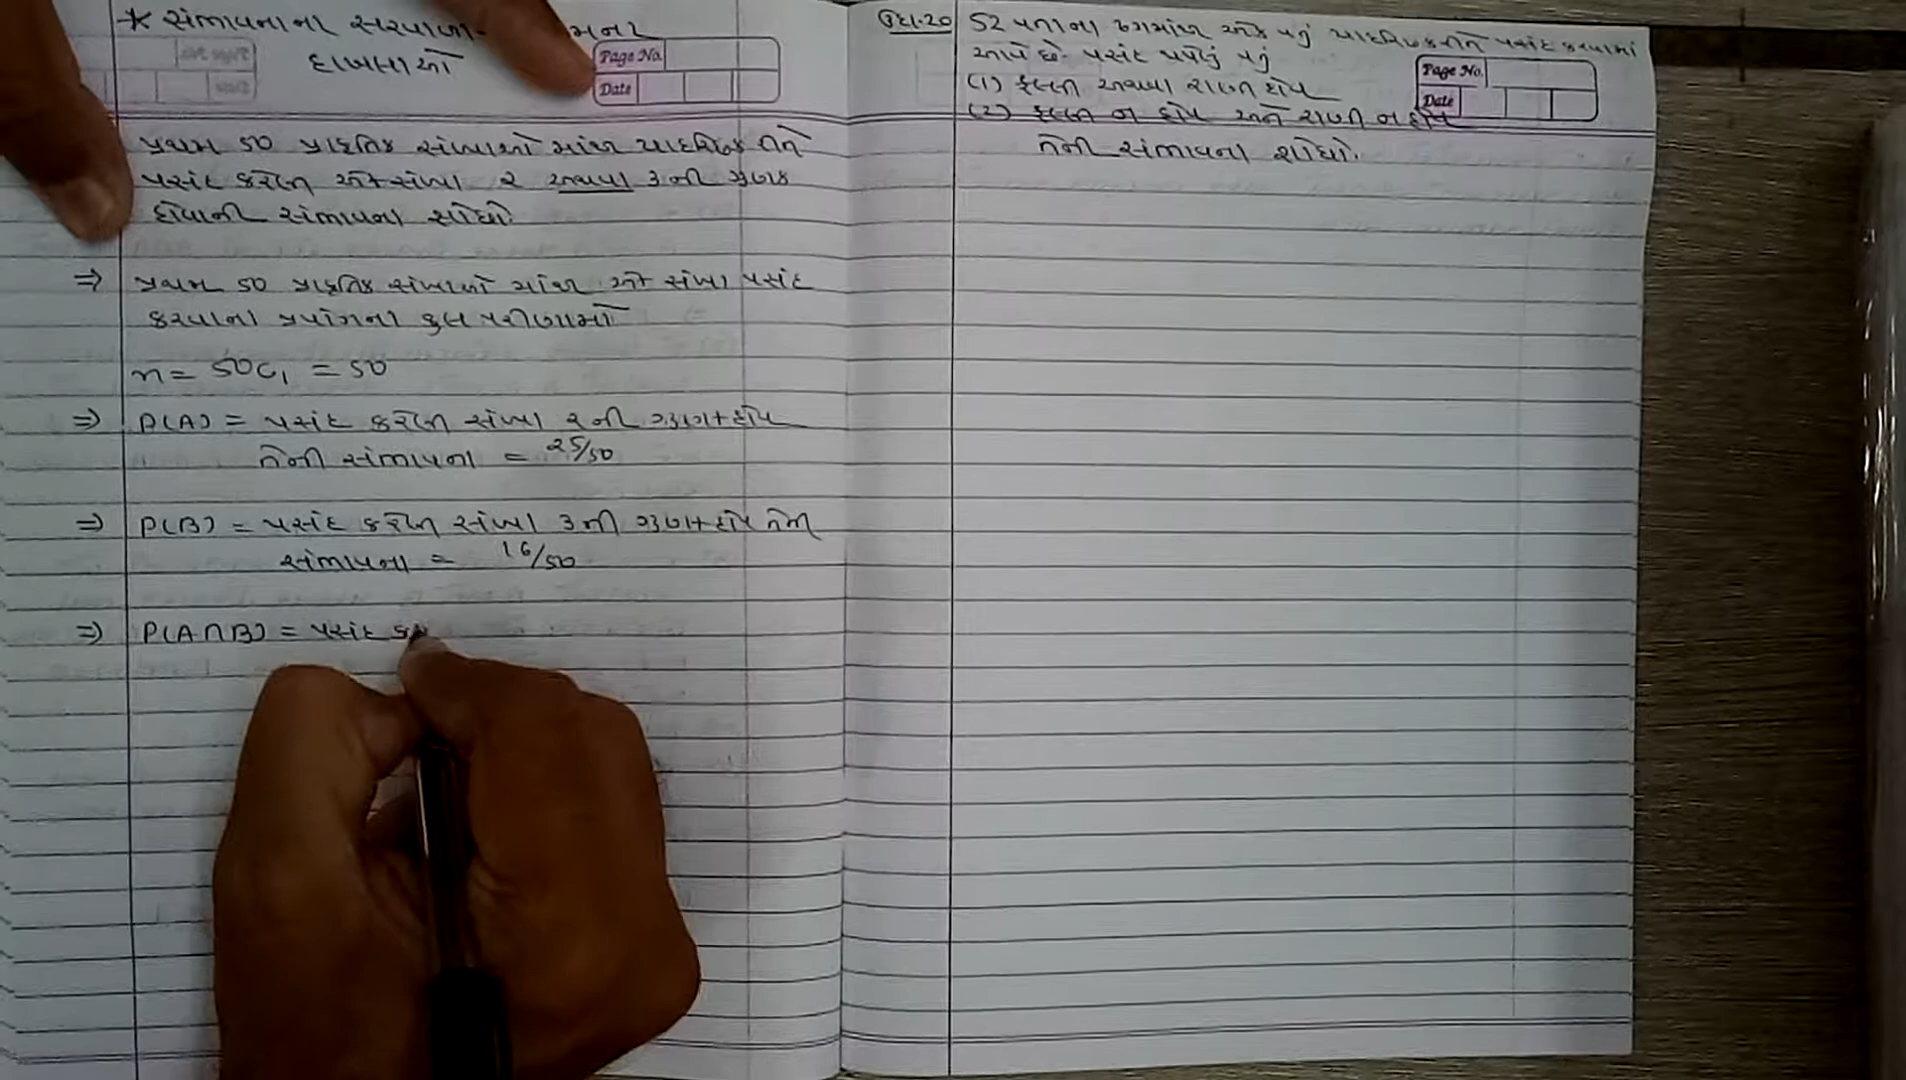 * સંભાવનાના સરવાળા- મના
દાખલાઓ
Page No.
Date
પ્રથમ 50 પ્રાકૃતિક સંખ્યાઓ માંથી યાદચ્છિક રીતે
પસંદ કરેલ એક સંખ્યા 2 અથવા 3 ની ગુણક
હોવાની સંભાવના શોધો.
⇒ પ્રથમ 50 પ્રાકૃતિક સંખ્યાઓ માંથી એક સંખ્યા પસંદ
કરવાના પ્રયોગના કુલ પરીણામો
n = 50C₁ = 50
⇒ P(A) = પસંદ કરેલ સંખ્યા 2 ની ગુણક હોય
તેની સંભાવના = 25/50
⇒ P(B) = પસંદ કરેલ સંખ્યા 3 ની ગુણક હોય તેની
સંભાવના = 16/50
⇒ P(A∩B) = પસંદ ક
ઉદા.20 52 પત્તાના ઢગમાંથી એક પત્તું યાદચ્છિક રીતે પસંદ કરવામાં
આવે છે. પસંદ થયેલું પત્તું
(1) ફુલ્લી અથવા રાણી હોય
(2) ફુલ્લી ન હોય અને રાણી ન હોય
તેની સંભાવના શોધો.
Page No.
Date